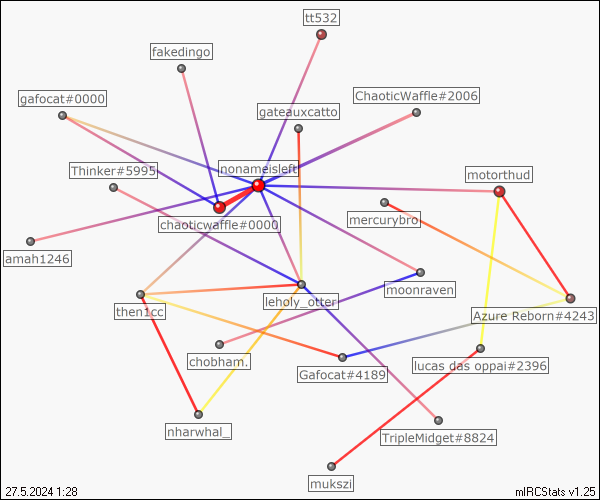 tt532
fakedingo
gafocat#0000
ChaoticWaffle#2006
gateauxcatto
Thinker#5995
nonameisleft
motorthud
chaoticwaffle#0000
mercurybro
amah1246
leholy_otter
moonraven
then1cc
Azure Reborn#4243
chobham.
Gafocat#4189
lucas das oppai#2396
nharwhal_
TripleMidget#8824
mukszi
27.5.2024 1:28
mIRCStats v1.25